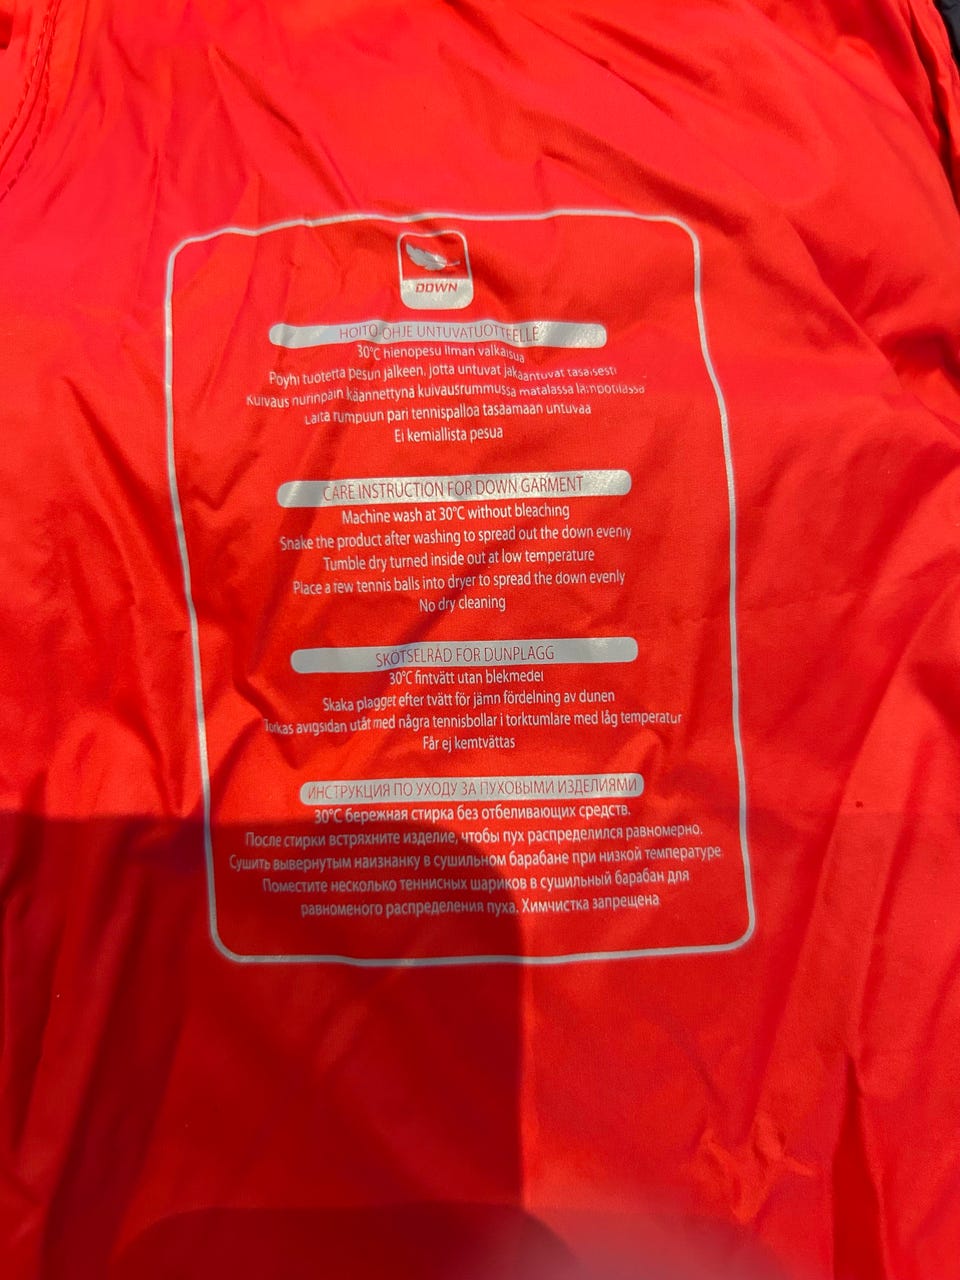 DOWN
HOITO-OHJE UNTUVATUOTTEELLE
30°C hienopesu ilman valkaisua
Pöyhi tuotetta pesun jälkeen, jotta untuvat jakaantuvat tasaisesti
Kuivaus nurinpäin käännettynä kuivausrummussa matalassa lämpötilassa
Laita rumpuun pari tennispalloa tasaamaan untuvaa
Ei kemiallista pesua
CARE INSTRUCTION FOR DOWN GARMENT
Machine wash at 30°C without bleaching
Shake the product after washing to spread out the down evenly
Tumble dry turned inside out at low temperature
Place a few tennis balls into dryer to spread the down evenly
No dry cleaning
SKÖTSELRÅD FÖR DUNPLAGG
30°C fintvätt utan blekmedel
Skaka plagget efter tvätt för jämn fördelning av dunen
Torkas avigsidan utåt med några tennisbollar i torktumlare med låg temperatur
Får ej kemtvättas
ИНСТРУКЦИЯ ПО УХОДУ ЗА ПУХОВЫМИ ИЗДЕЛИЯМИ
30°C бережная стирка без отбеливающих средств.
После стирки встряхните изделие, чтобы пух распределился равномерно.
Сушить вывернутым наизнанку в сушильном барабане при низкой температуре
Поместите несколько теннисных шариков в сушильный барабан для
равноменого распределения пуха. Химчистка запрещена